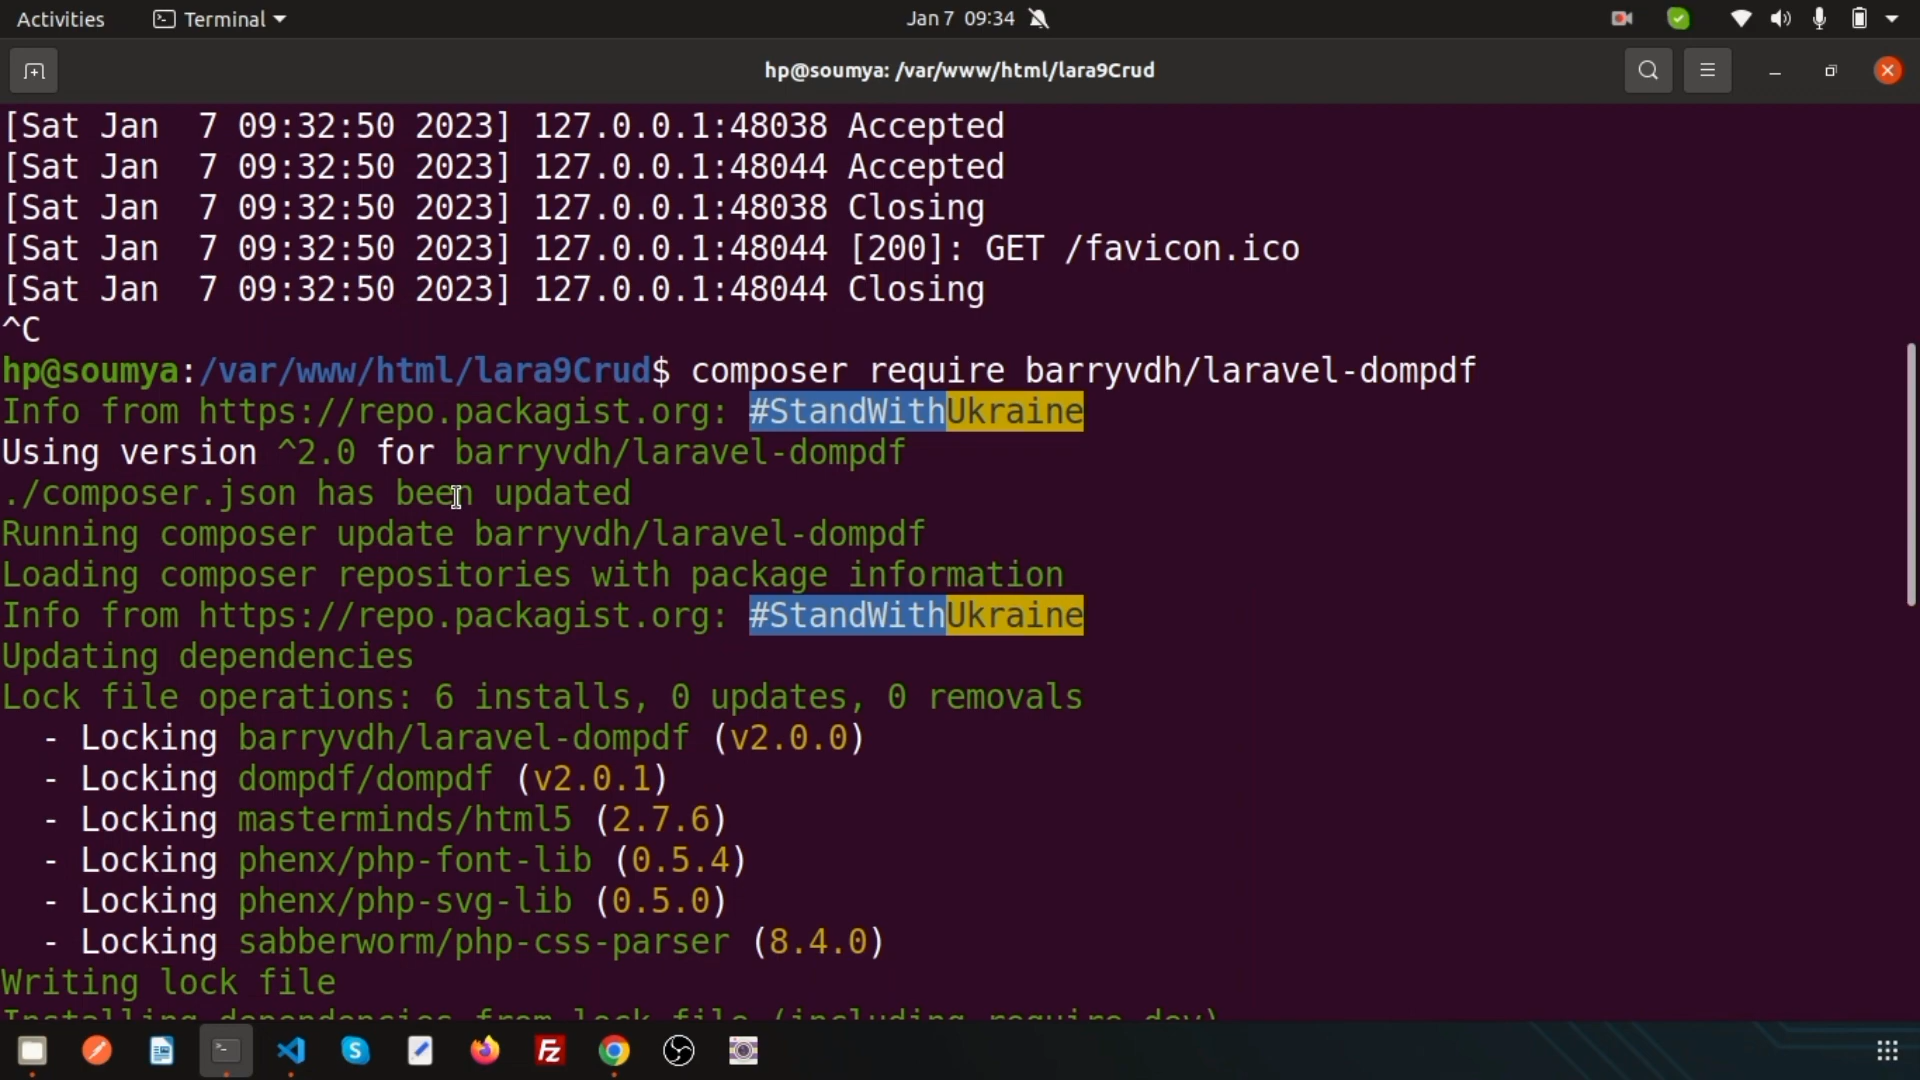 Activities
Terminal
Jan 7 09:34
hp@soumya: /var/www/html/lara9Crud
[Sat Jan  7 09:32:50 2023] 127.0.0.1:48038 Accepted
[Sat Jan  7 09:32:50 2023] 127.0.0.1:48044 Accepted
[Sat Jan  7 09:32:50 2023] 127.0.0.1:48038 Closing
[Sat Jan  7 09:32:50 2023] 127.0.0.1:48044 [200]: GET /favicon.ico
[Sat Jan  7 09:32:50 2023] 127.0.0.1:48044 Closing
^C
hp@soumya:/var/www/html/lara9Crud$ composer require barryvdh/laravel-dompdf
Info from https://repo.packagist.org: #StandWithUkraine
Using version ^2.0 for barryvdh/laravel-dompdf
./composer.json has been updated
Running composer update barryvdh/laravel-dompdf
Loading composer repositories with package information
Info from https://repo.packagist.org: #StandWithUkraine
Updating dependencies
Lock file operations: 6 installs, 0 updates, 0 removals
  - Locking barryvdh/laravel-dompdf (v2.0.0)
  - Locking dompdf/dompdf (v2.0.1)
  - Locking masterminds/html5 (2.7.6)
  - Locking phenx/php-font-lib (0.5.4)
  - Locking phenx/php-svg-lib (0.5.0)
  - Locking sabberworm/php-css-parser (8.4.0)
Writing lock file
Installing dependencies from lock file (including require-dev)